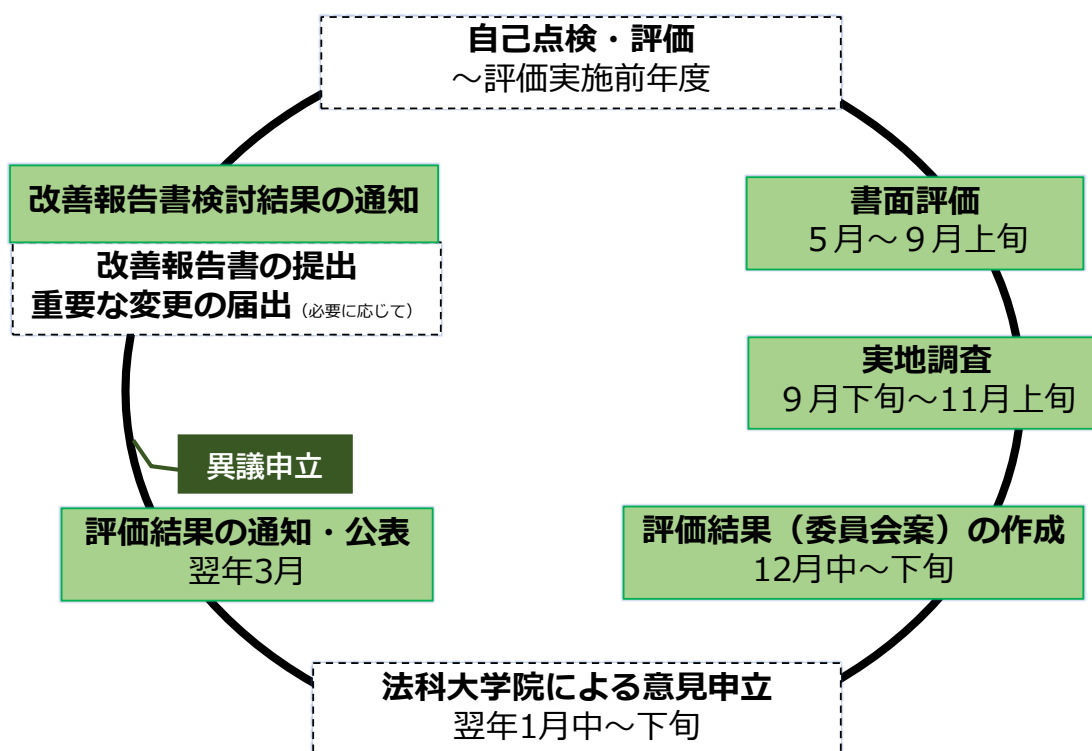 自己点検・評価
～評価実施前年度
書面評価
５月～９月上旬
実地調査
９月下旬～11月上旬
評価結果（委員会案）の作成
12月中～下旬
法科大学院による意見申立
翌年1月中～下旬
評価結果の通知・公表
翌年3月
異議申立
改善報告書検討結果の通知
改善報告書の提出
重要な変更の届出（必要に応じて）